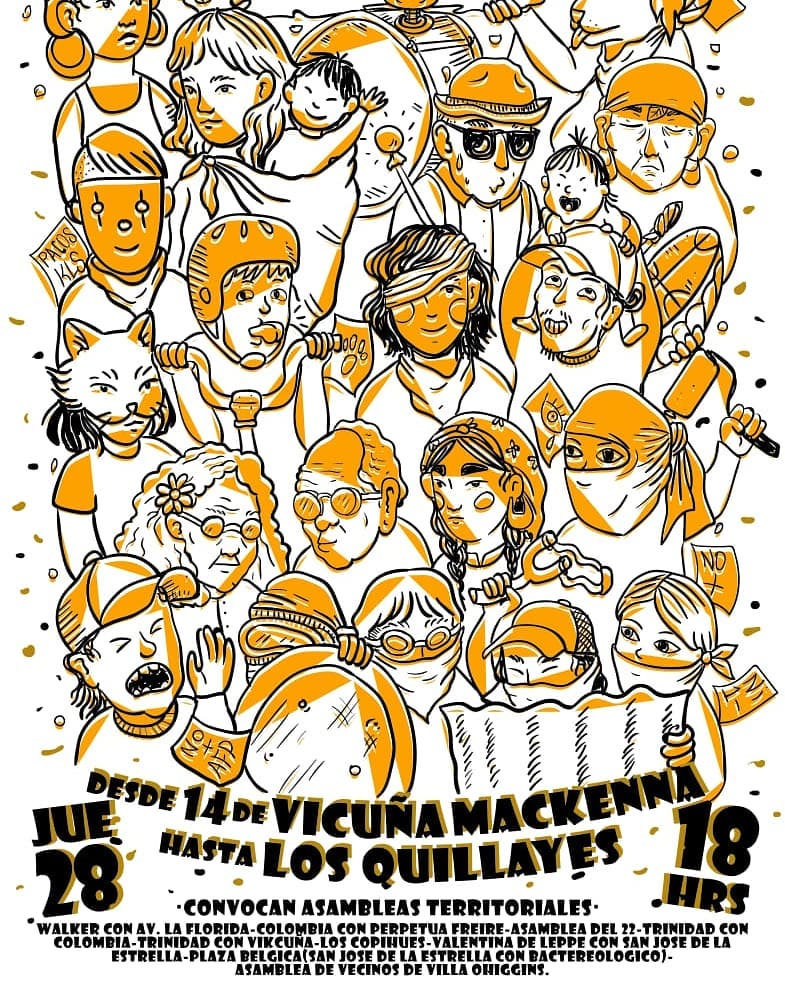 PACOS
KLS
NO
+
NO+
AFP
DESDE 14 DE VICUÑA MACKENNA
HASTA LOS QUILLAYES
JUE
28
18
HRS
·CONVOCAN ASAMBLEAS TERRITORIALES·
WALKER CON AV. LA FLORIDA-COLOMBIA CON PERPETUA FREIRE-ASAMBLEA DEL 22-TRINIDAD CON
COLOMBIA-TRINIDAD CON VIKCUÑA-LOS COPIHUES-VALENTINA DE LEPPE CON SAN JOSE DE LA
ESTRELLA-PLAZA BELGICA(SAN JOSE DE LA ESTRELLA CON BACTEREOLOGICO)-
ASAMBLEA DE VECINOS DE VILLA OHIGGINS.